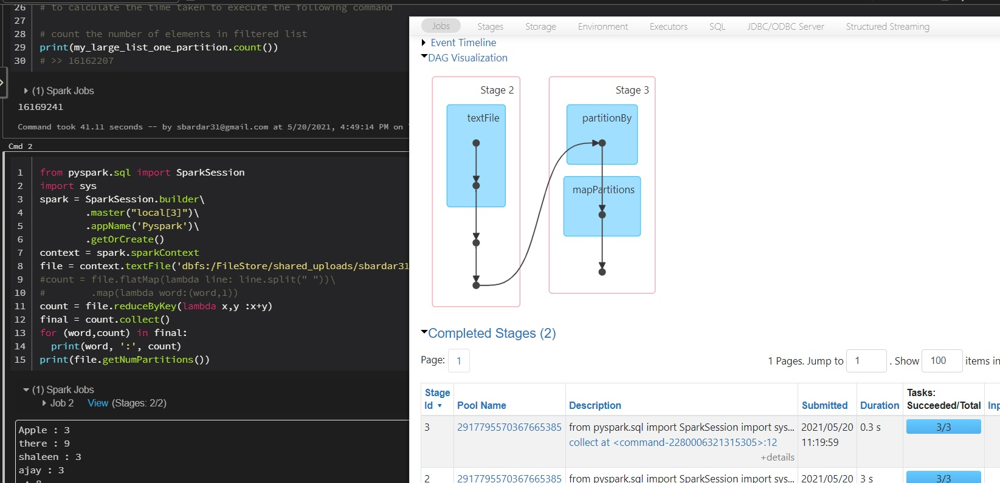 26 # to calculate the time taken to execute the following command
27
28 # count the number of elements in filtered list
29 print(my_large_list_one_partition.count())
30 # >> 16162207
(1) Spark Jobs
16169241
Command took 41.11 seconds -- by sbardar31@gmail.com at 5/20/2021, 4:49:14 PM on
Cmd 2
1 from pyspark.sql import SparkSession
2 import sys
3 spark = SparkSession.builder\
4 .master("local[3]")\
5 .appName('Pyspark')\
6 .getOrCreate()
7 context = spark.sparkContext
8 file = context.textFile('dbfs:/FileStore/shared_uploads/sbardar31
9 #count = file.flatMap(lambda line: line.split(" "))\
10 # .map(lambda word:(word,1))
11 count = file.reduceByKey(lambda x,y :x+y)
12 final = count.collect()
13 for (word,count) in final:
14 print(word, ':', count)
15 print(file.getNumPartitions())
(1) Spark Jobs
Job 2 View (Stages: 2/2)
Apple : 3
there : 9
shaleen : 3
ajay : 3
Jobs Stages Storage Environment Executors SQL JDBC/ODBC Server Structured Streaming
Event Timeline
DAG Visualization
Stage 2
textFile
Stage 3
partitionBy
mapPartitions
Completed Stages (2)
Page: 1
1 Pages. Jump to 1 . Show 100 items in
Stage Id ▾ Pool Name Description Submitted Duration Tasks: Succeeded/Total Inp
3 2917795570367665385 from pyspark.sql import SparkSession import sys... 2021/05/20 0.3 s 3/3
collect at <command-2280006321315305>:12 11:19:59
+details
2 2917795570367665385 from pyspark.sql import SparkSession import sys... 2021/05/20 3 s 3/3